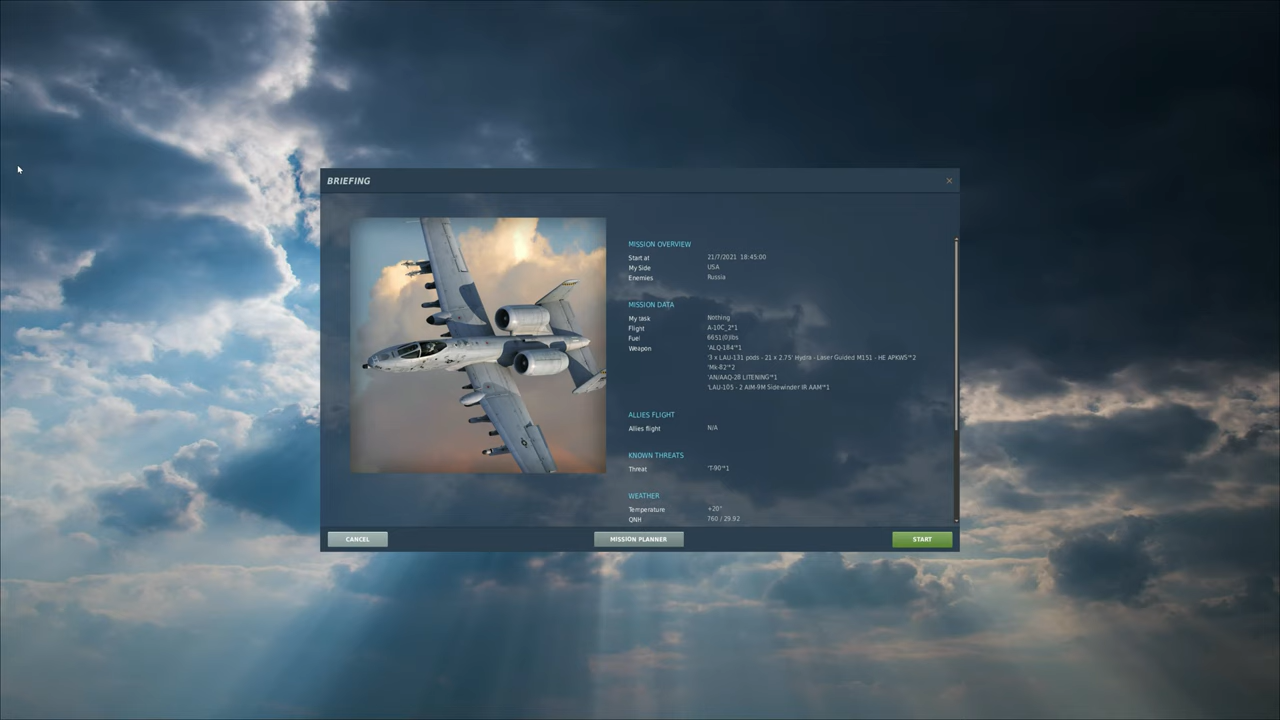 BRIEFING
MISSION OVERVIEW
Start at 21/7/2021 18:45:00
My Side USA
Enemies Russia
MISSION DATA
My task Nothing
Flight A-10C_2*1
Fuel 6651(0)lbs
Weapon 'ALQ-184'*1
'3 x LAU-131 pods - 21 x 2.75' Hydra - Laser Guided M151 - HE APKWS'*2
'Mk-82'*2
'AN/AAQ-28 LITENING'*1
'LAU-105 - 2 AIM-9M Sidewinder IR AAM'*1
ALLIES FLIGHT
Allies flight N/A
KNOWN THREATS
Threat 'T-90'*1
WEATHER
Temperature +20°
QNH 760 / 29.92
CANCEL MISSION PLANNER START